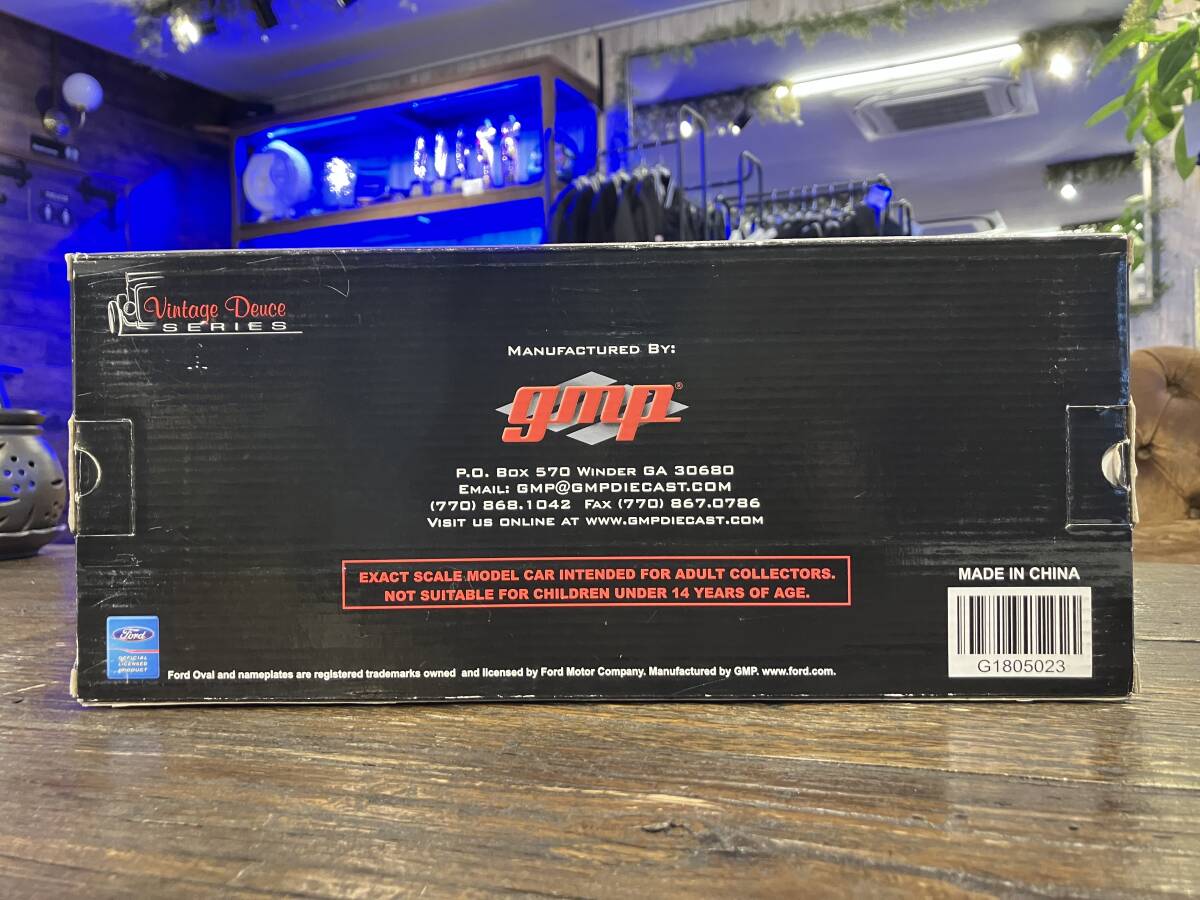 Vintage Deuce
SERIES
MANUFACTURED BY:
gmp®
P.O. BOX 570 WINDER GA 30680
EMAIL: GMP@GMPDIECAST.COM
(770) 868.1042 FAX (770) 867.0786
VISIT US ONLINE AT WWW.GMPDIECAST.COM
EXACT SCALE MODEL CAR INTENDED FOR ADULT COLLECTORS.
NOT SUITABLE FOR CHILDREN UNDER 14 YEARS OF AGE.
MADE IN CHINA
G1805023
Ford
OFFICIAL
LICENSED
PRODUCT
Ford Oval and nameplates are registered trademarks owned and licensed by Ford Motor Company. Manufactured by GMP. www.ford.com.